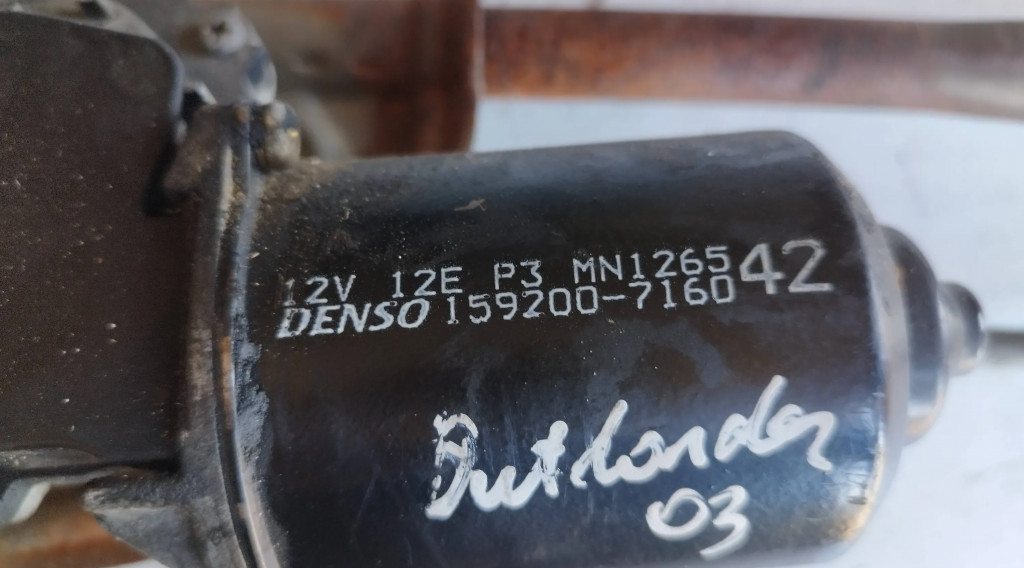 12V 12E P3 MN126542
DENSO 159200-7160
Outlander
03